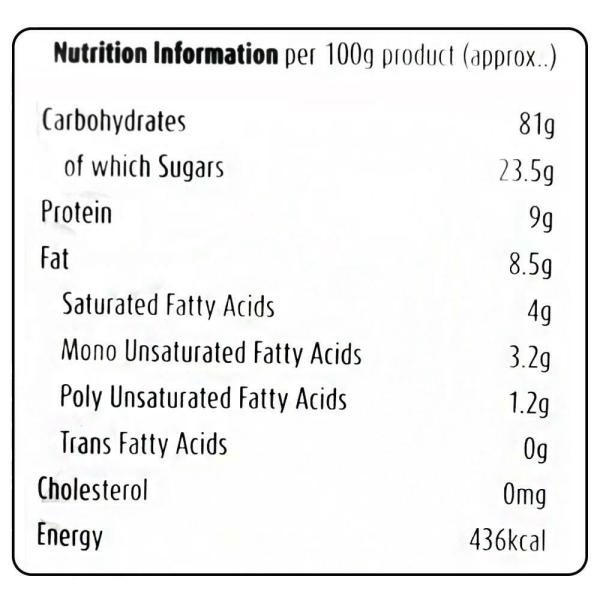 Nutrition Information per 100g product (approx..)
Carbohydrates 81g
of which Sugars 23.5g
Protein 9g
Fat 8.5g
Saturated Fatty Acids 4g
Mono Unsaturated Fatty Acids 3.2g
Poly Unsaturated Fatty Acids 1.2g
Trans Fatty Acids 0g
Cholesterol 0mg
Energy 436kcal